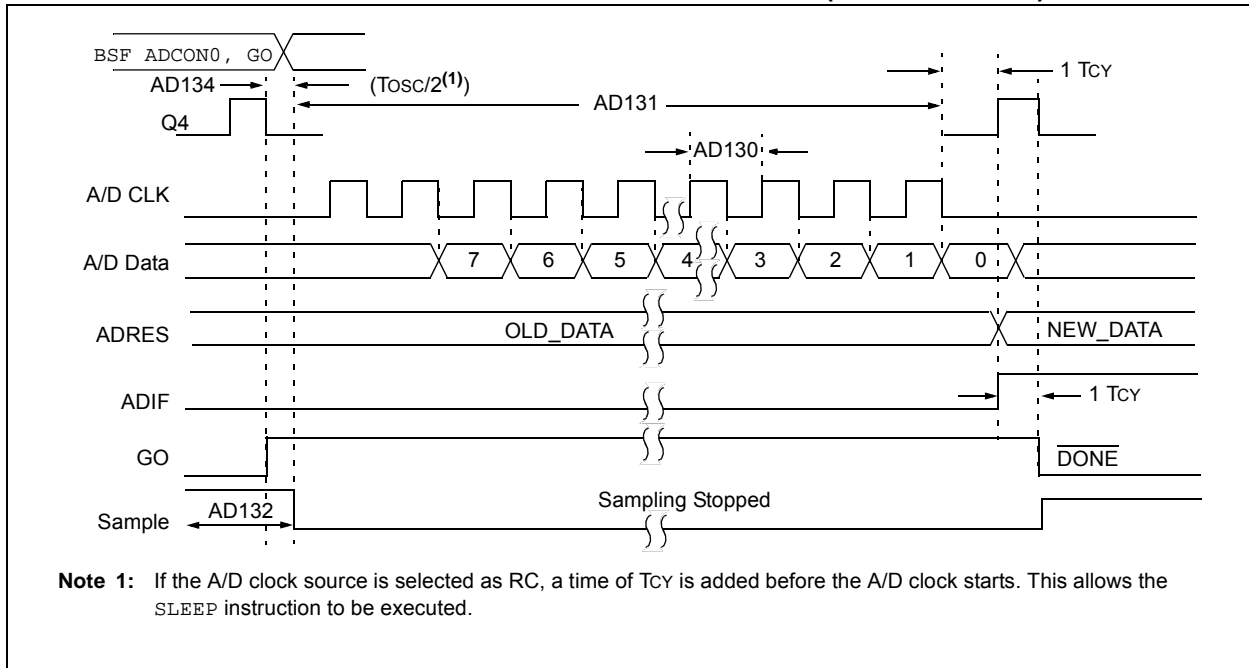 BSF ADCON0, GO
AD134
(TOSC/2(1))
1 TCY
AD131
Q4
AD130
A/D CLK
A/D Data
7 6 5 4 3 2 1 0
ADRES
OLD_DATA
NEW_DATA
ADIF
1 TCY
GO
DONE
Sampling Stopped
Sample
AD132
Note 1: If the A/D clock source is selected as RC, a time of TCY is added before the A/D clock starts. This allows the
SLEEP instruction to be executed.